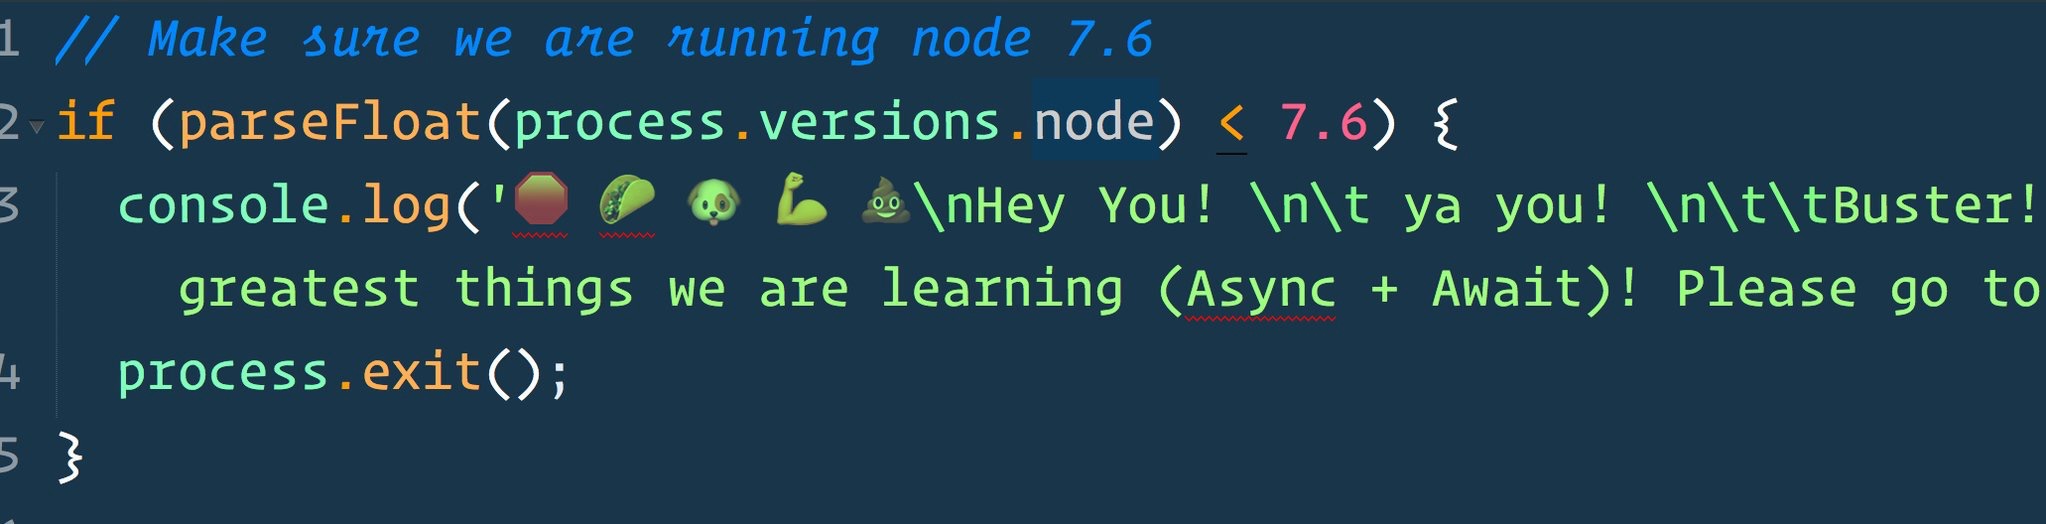 1 // Make sure we are running node 7.6
2 if (parseFloat(process.versions.node) < 7.6) {
3 console.log('🛑 🌮 🐶 💪 💩\nHey You! \n\t ya you! \n\t\tBuster!
greatest things we are learning (Async + Await)! Please go to
4 process.exit();
5 }